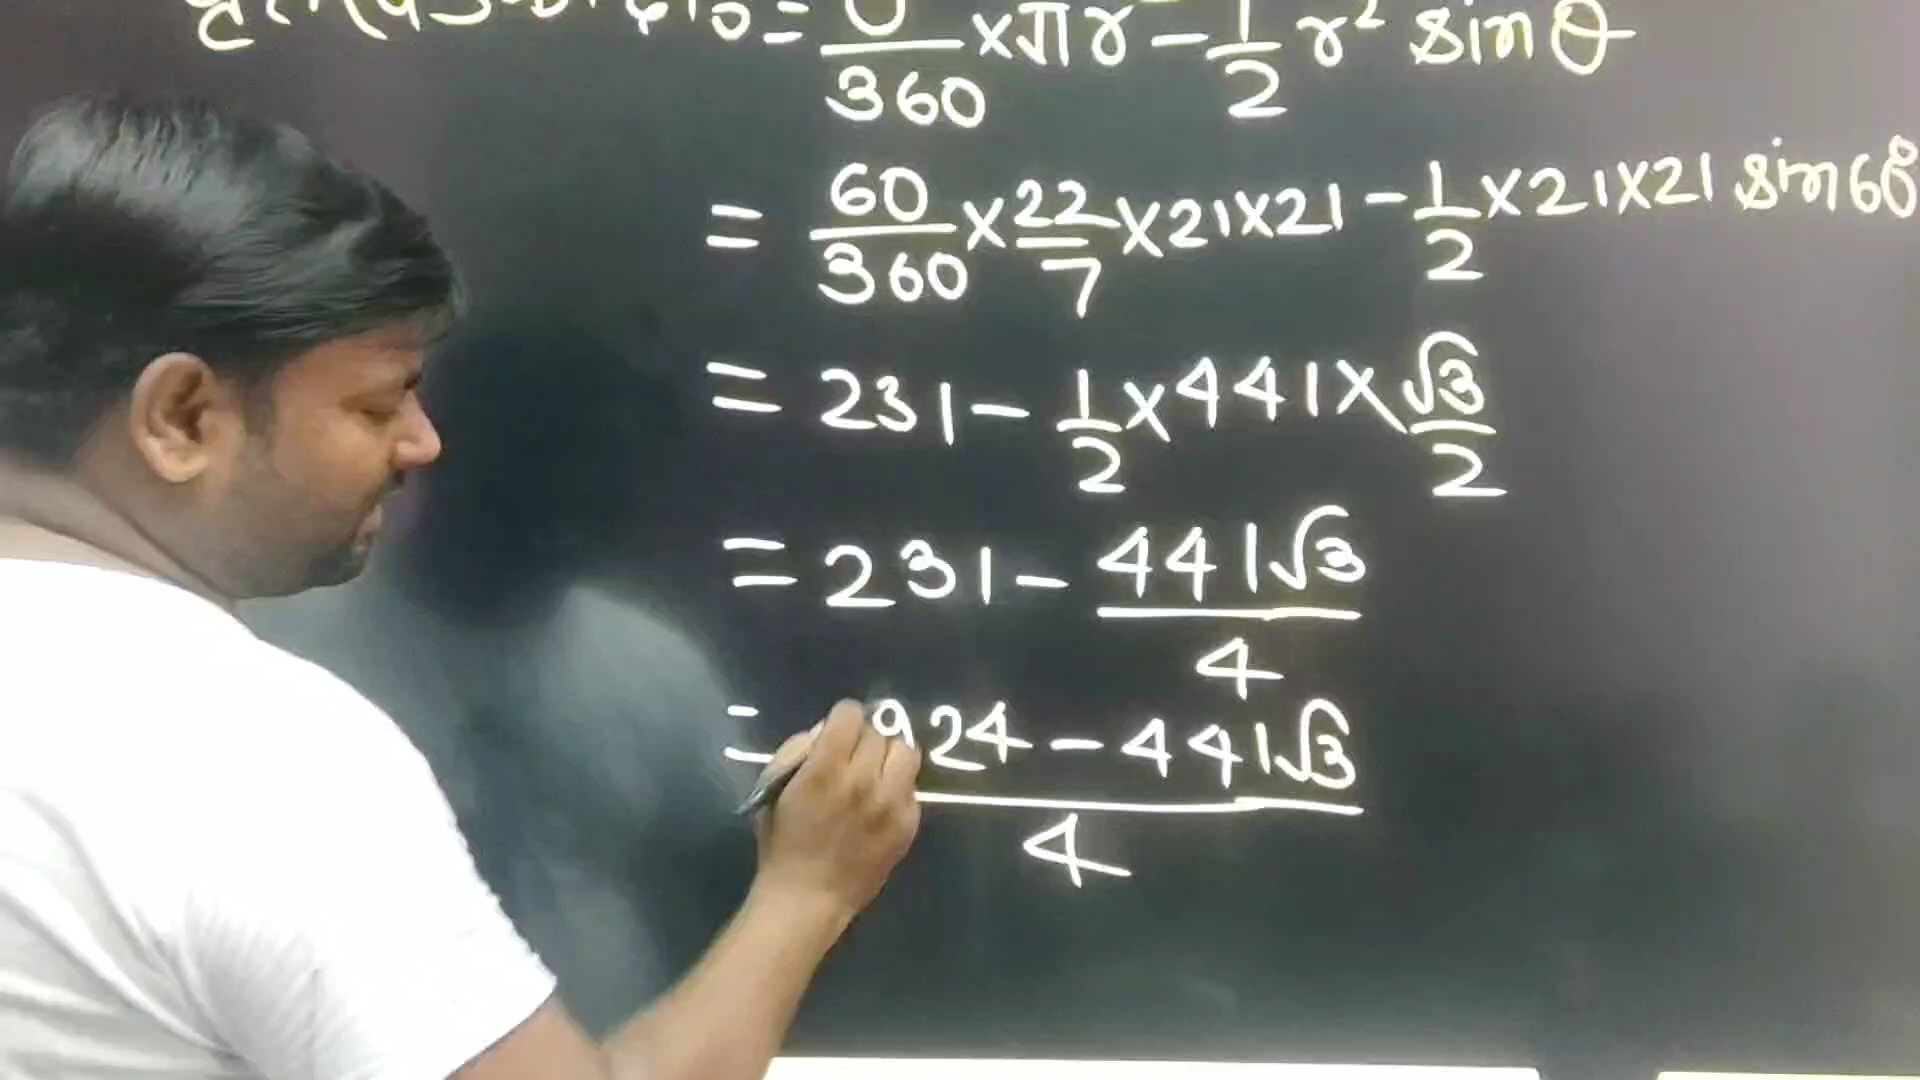 = θ/360 × πr² - 1/2 r² sin θ
= 60/360 × 22/7 × 21 × 21 - 1/2 × 21 × 21 sin 60°
= 231 - 1/2 × 441 × √3/2
= 231 - 441√3/4
= 924 - 441√3/4